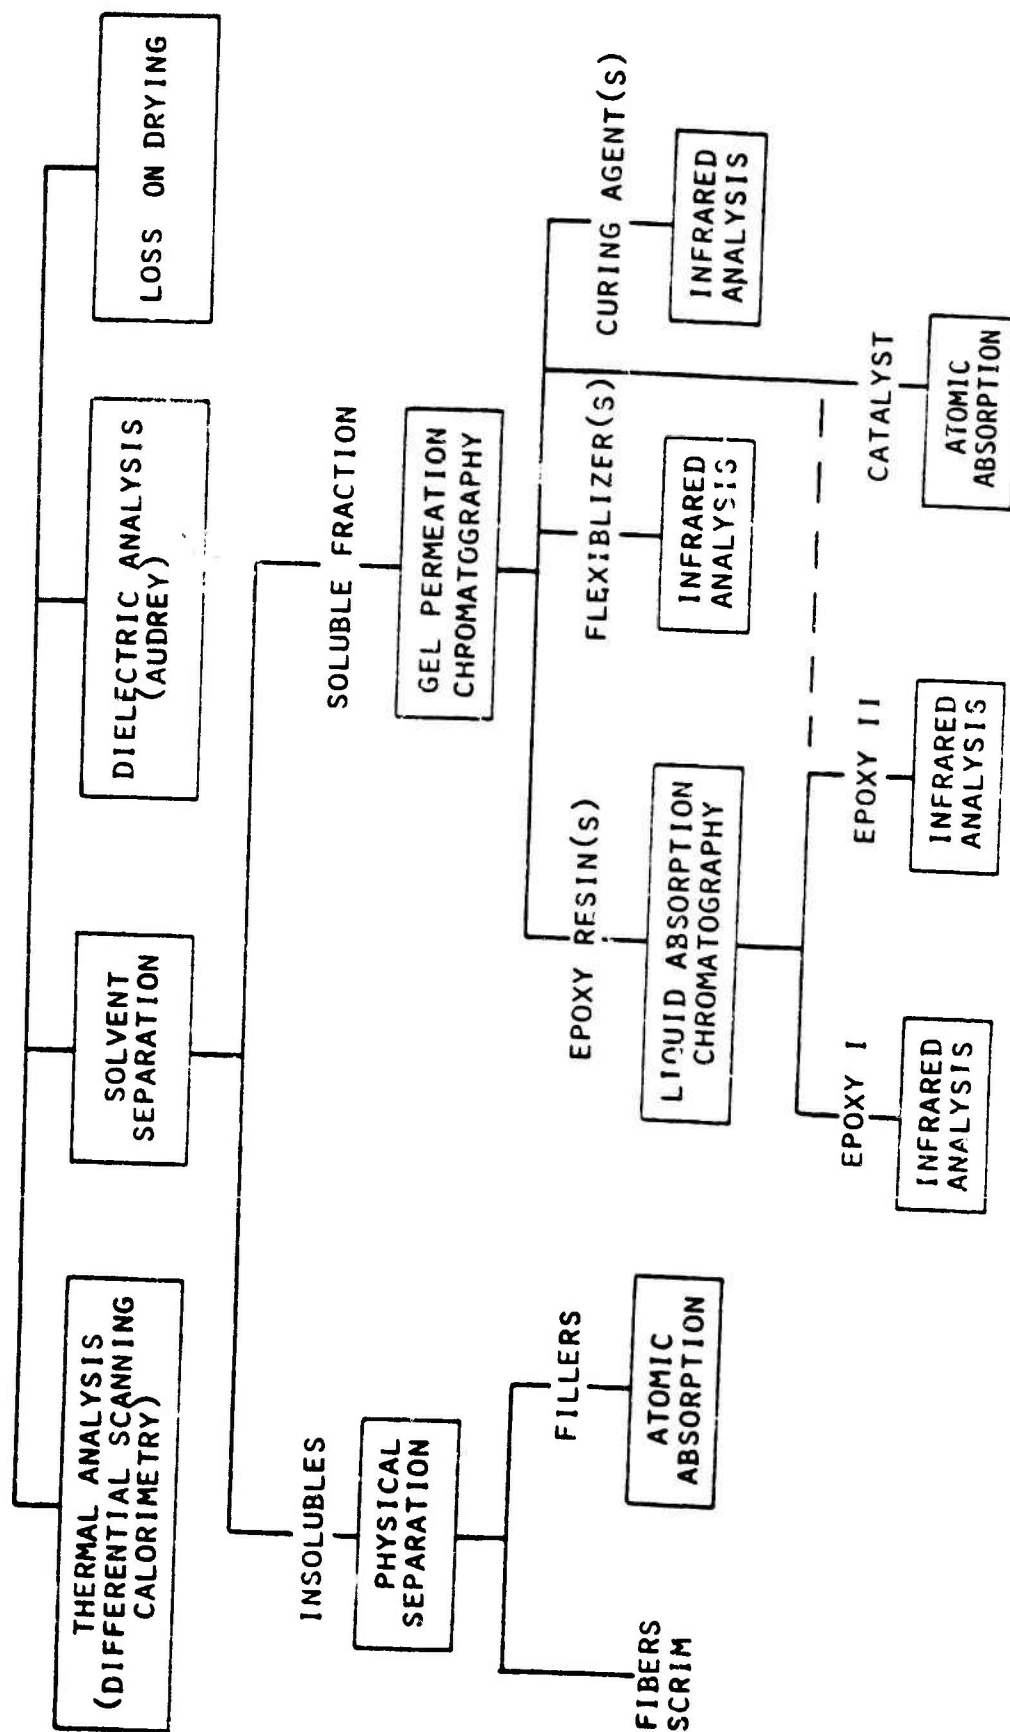 THERMAL ANALYSIS
(DIFFERENTIAL SCANNING
CALORIMETRY)
SOLVENT
SEPARATION
DIELECTRIC ANALYSIS
(AUDREY)
LOSS ON DRYING
INSOLUBLES
SOLUBLE FRACTION
PHYSICAL
SEPARATION
GEL PERMEATION
CHROMATOGRAPHY
FIBERS
SCRIM
FILLERS
ATOMIC
ABSORPTION
EPOXY RESIN(S)
FLEXIBLIZER(S)
CURING AGENT(S)
LIQUID ABSORPTION
CHROMATOGRAPHY
INFRARED
ANALYSIS
INFRARED
ANALYSIS
EPOXY I
EPOXY II
CATALYST
INFRARED
ANALYSIS
INFRARED
ANALYSIS
ATOMIC
ABSORPTION